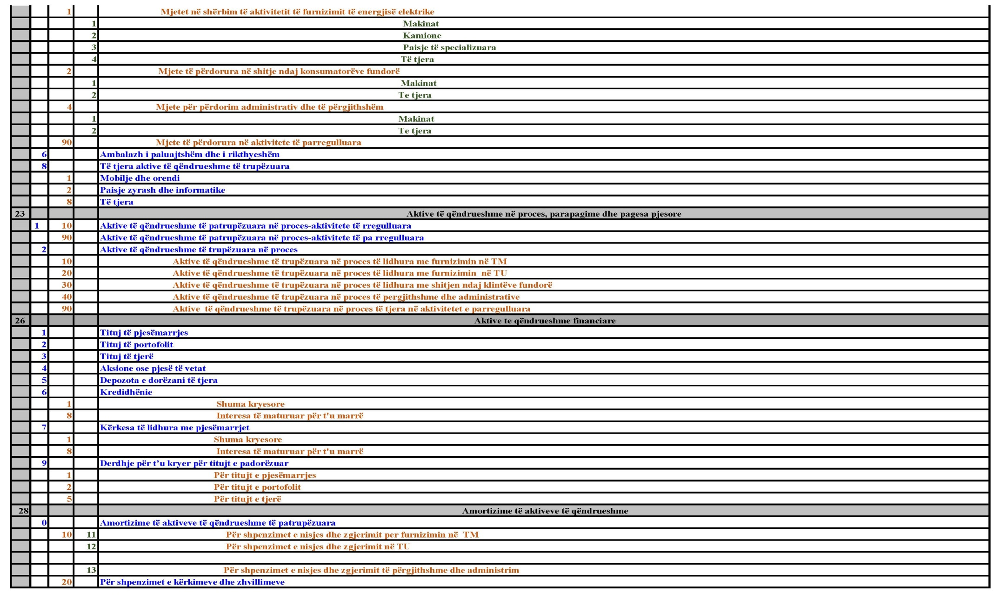 1 Mjetet në shërbim të aktivitetit të furnizimit të energjisë elektrike
1 Makinat
2 Kamione
3 Paisje të specializuara
4 Të tjera
2 Mjete të përdorura në shitje ndaj konsumatorëve fundorë
1 Makinat
2 Te tjera
4 Mjete për përdorim administrativ dhe të përgjithshëm
1 Makinat
2 Te tjera
90 Mjete të përdorura në aktivitete të parregulluara
6 Ambalazh i paluajtshëm dhe i rikthyeshëm
8 Të tjera aktive të qëndrueshme të trupëzuara
1 Mobilje dhe orendi
2 Paisje zyrash dhe informatike
8 Të tjera
23 Aktive të qëndrueshme në proces, parapagime dhe pagesa pjesore
1 10 Aktive të qëndrueshme të patrupëzuara në proces-aktivitete të rregulluara
90 Aktive të qëndrueshme të patrupëzuara në proces-aktivitete të pa rregulluara
2 Aktive të qëndrueshme të trupëzuara në proces
10 Aktive të qëndrueshme të trupëzuara në proces të lidhura me furnizimin në TM
20 Aktive të qëndrueshme të trupëzuara në proces të lidhura me furnizimin në TU
30 Aktive të qëndrueshme të trupëzuara në proces të lidhura me shitjen ndaj klintëve fundorë
40 Aktive të qëndrueshme të trupëzuara në proces të pergjithshme dhe administrative
90 Aktive të qëndrueshme të trupëzuara në proces të tjera në aktivitetet e parregulluara
26 Aktive te qëndrueshme financiare
1 Tituj të pjesëmarrjes
2 Tituj të portofolit
3 Tituj të tjerë
4 Aksione ose pjesë të vetat
5 Depozota e dorëzani të tjera
6 Kredidhënie
1 Shuma kryesore
8 Interesa të maturuar për t'u marrë
7 Kërkesa të lidhura me pjesëmarrjet
1 Shuma kryesore
8 Interesa të maturuar për t'u marrë
9 Derdhje për t’u kryer për titujt e padorëzuar
1 Për titujt e pjesëmarrjes
2 Për titujt e portofolit
5 Për titujt e tjerë
28 Amortizime të aktiveve të qëndrueshme
0 Amortizime të aktiveve të qëndrueshme të patrupëzuara
10 11 Për shpenzimet e nisjes dhe zgjerimit per furnizimin në TM
12 Për shpenzimet e nisjes dhe zgjerimit në TU
13 Për shpenzimet e nisjes dhe zgjerimit të përgjithshme dhe administrim
20 Për shpenzimet e kërkimeve dhe zhvillimeve